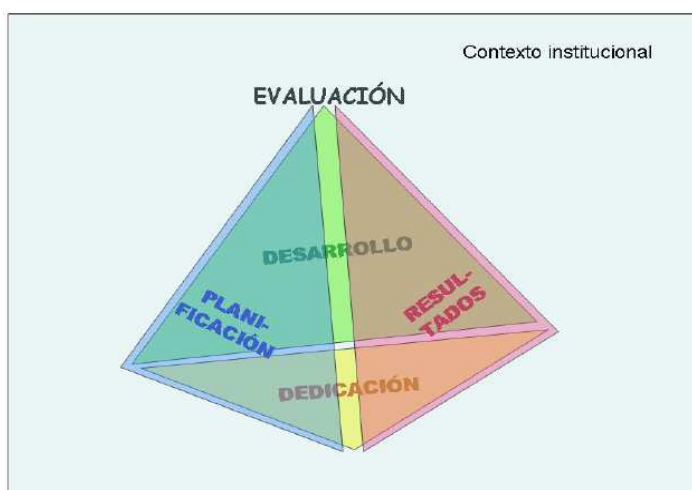 Contexto institucional
EVALUACIÓN
DESARROLLO
PLANI-
FICACIÓN
RESUL-
TADOS
DEDICACIÓN